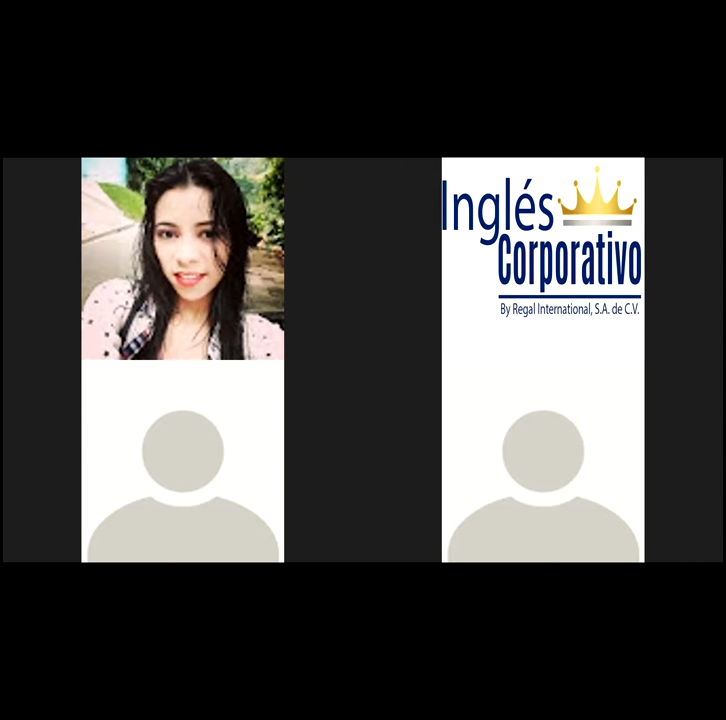 Inglés
Corporativo
By Regal International, S.A. de C.V.